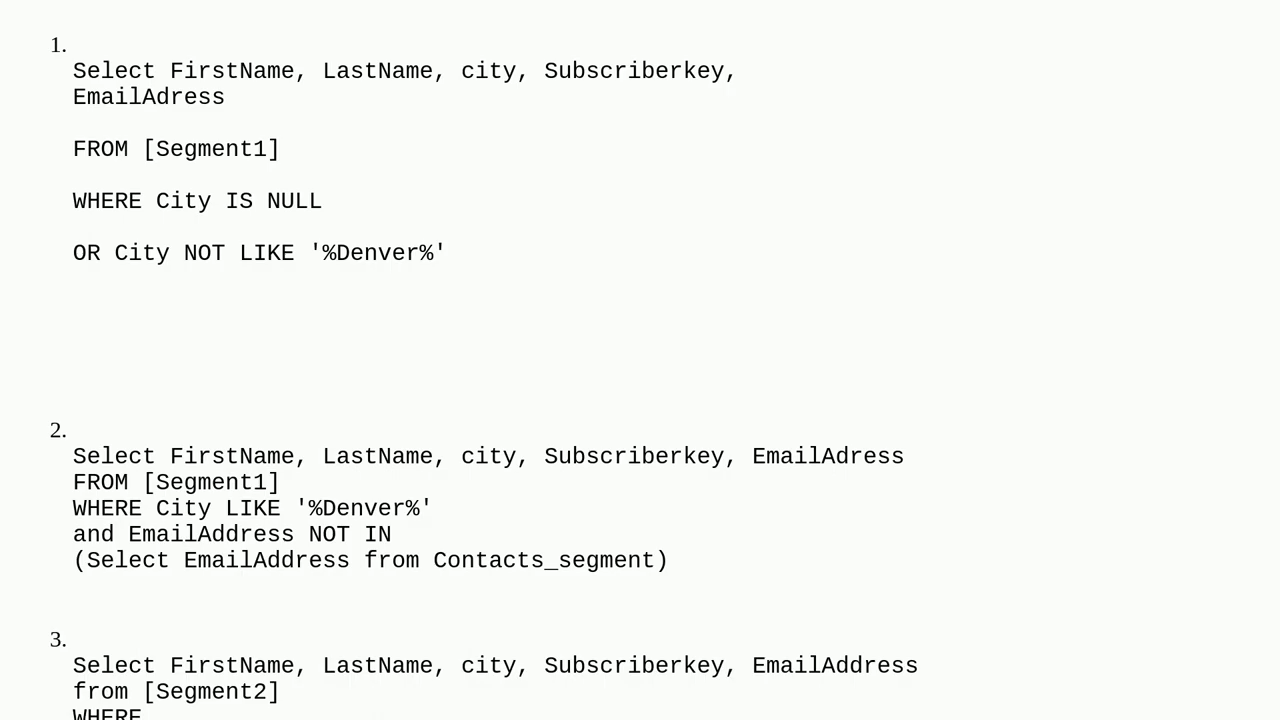 1.
Select FirstName, LastName, city, Subscriberkey,
EmailAdress
FROM [Segment1]
WHERE City IS NULL
OR City NOT LIKE '%Denver%'
2.
Select FirstName, LastName, city, Subscriberkey, EmailAdress
FROM [Segment1]
WHERE City LIKE '%Denver%'
and EmailAddress NOT IN
(Select EmailAddress from Contacts_segment)
3.
Select FirstName, LastName, city, Subscriberkey, EmailAddress
from [Segment2]
WHERE